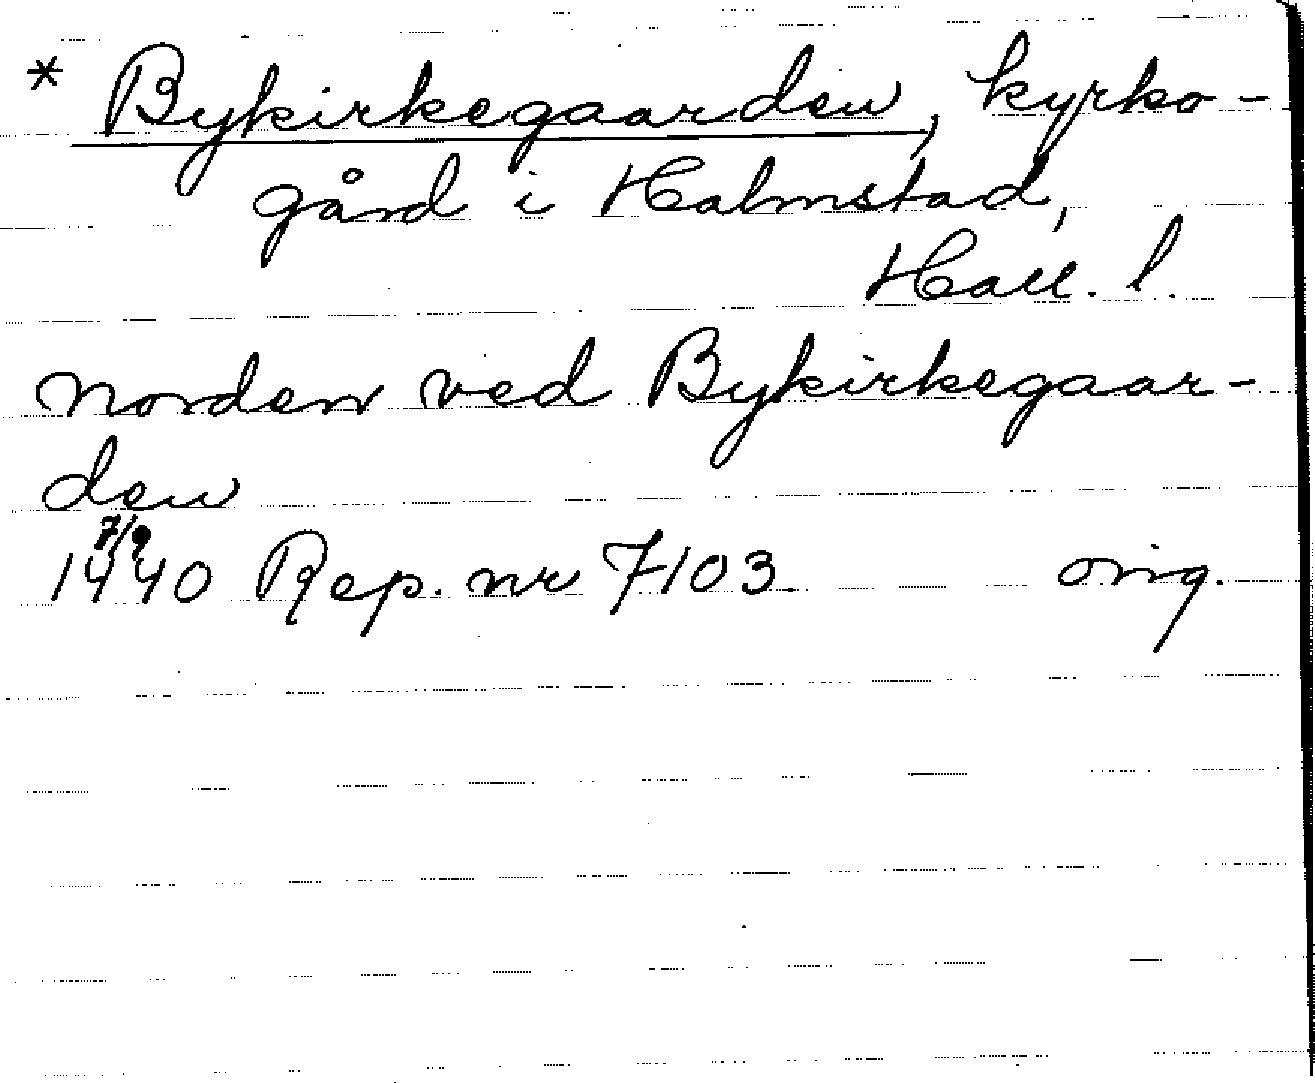 * Bykirkegaarden, kyrko-
gård i Halmstad,
Hall. l.
norden ved Bykirkegaar-
den
7/9
1440 Rep. nr 7103 orig.